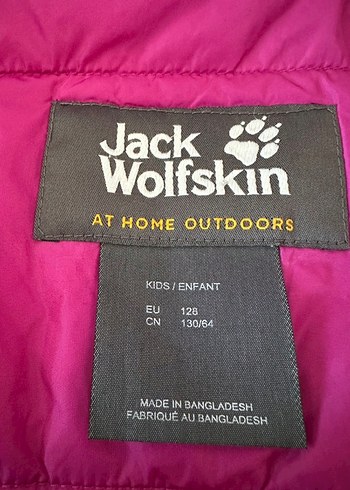 Jack
Wolfskin
AT HOME OUTDOORS
KIDS / ENFANT
EU 128
CN 130/64
MADE IN BANGLADESH
FABRIQUÉ AU BANGLADESH